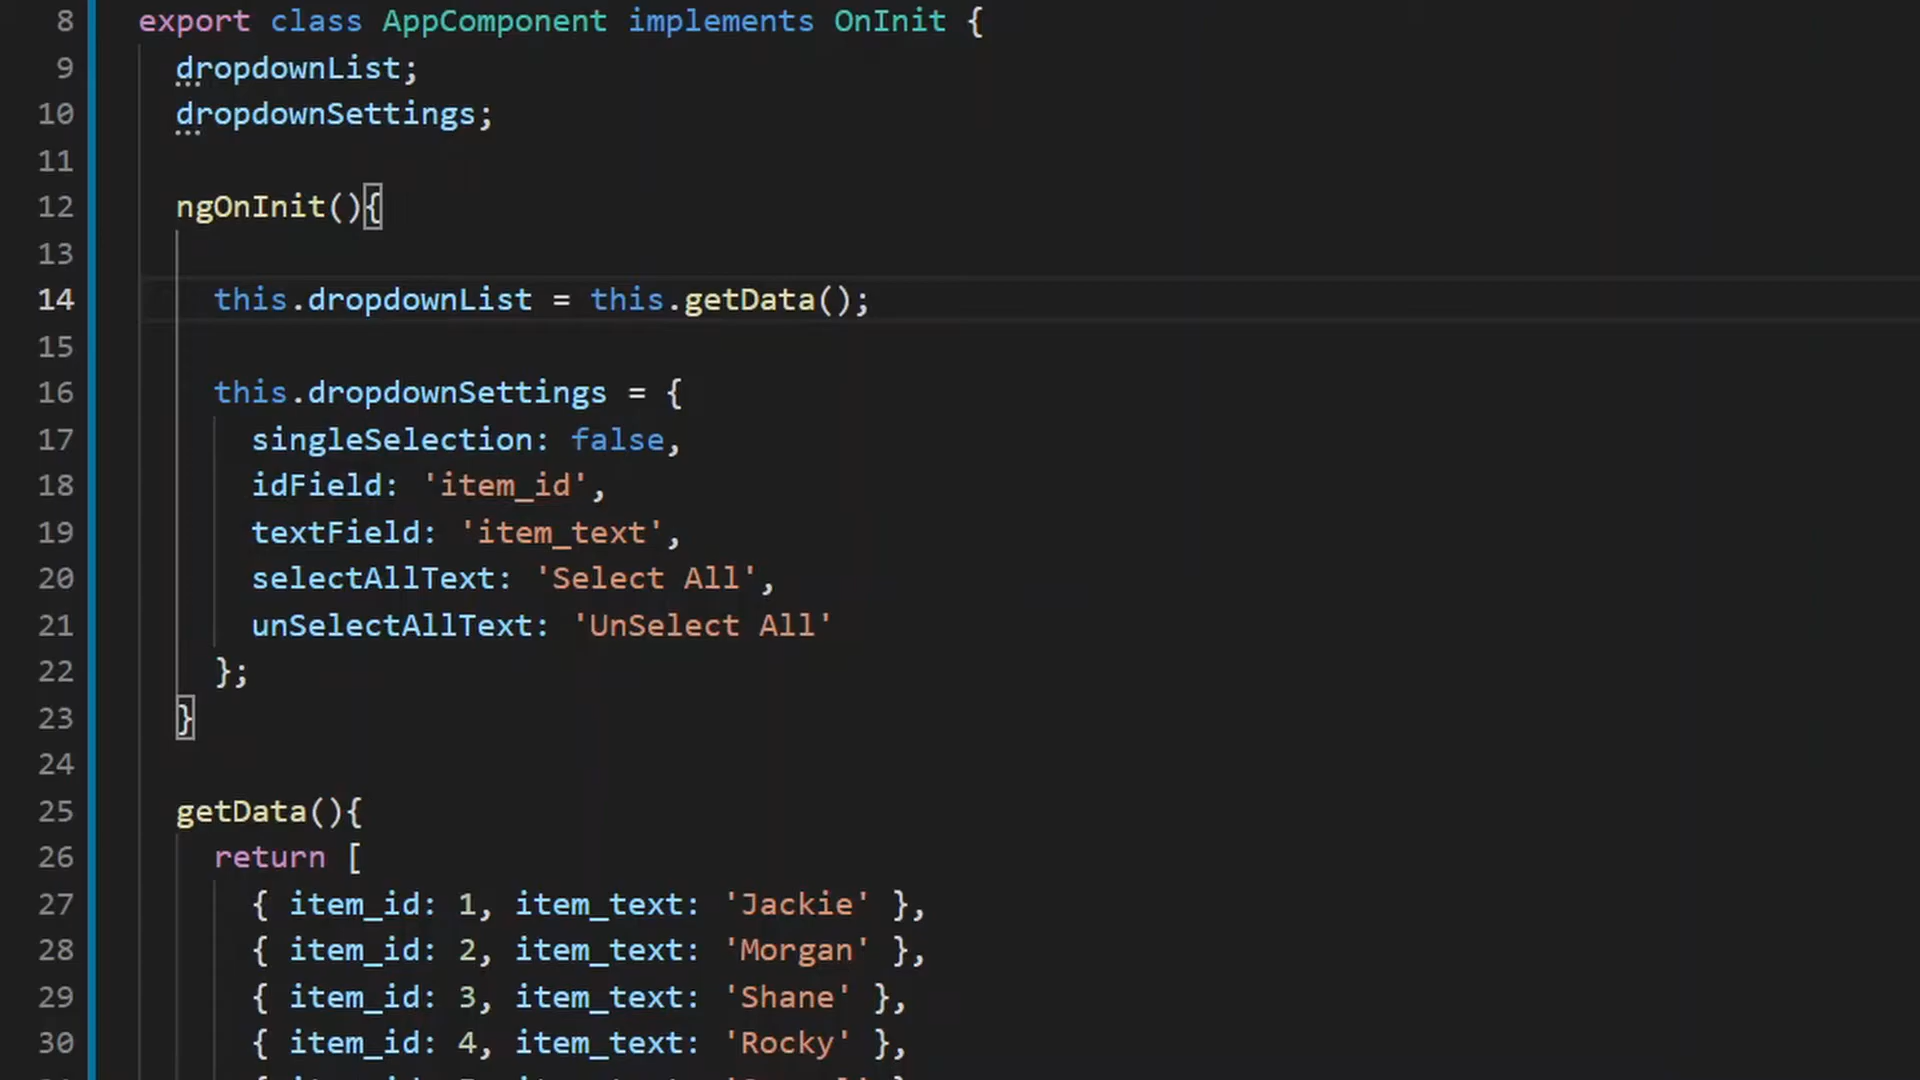 8 export class AppComponent implements OnInit {
9 dropdownList;
10 dropdownSettings;
11
12 ngOnInit(){
13
14 this.dropdownList = this.getData();
15
16 this.dropdownSettings = {
17 singleSelection: false,
18 idField: 'item_id',
19 textField: 'item_text',
20 selectAllText: 'Select All',
21 unSelectAllText: 'UnSelect All'
22 };
23 }
24
25 getData(){
26 return [
27 { item_id: 1, item_text: 'Jackie' },
28 { item_id: 2, item_text: 'Morgan' },
29 { item_id: 3, item_text: 'Shane' },
30 { item_id: 4, item_text: 'Rocky' },